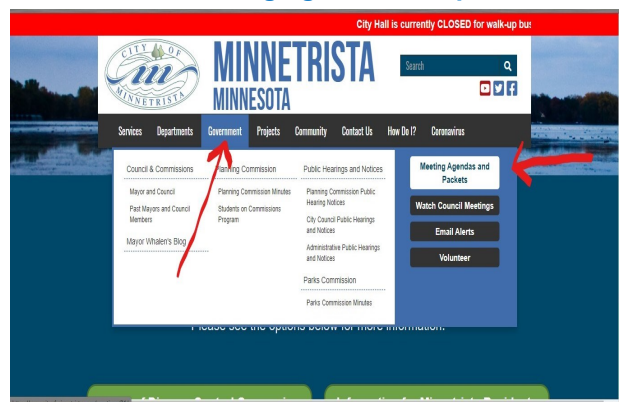 City Hall is currently CLOSED for walk-up bus
CITY OF
m
MINNETRISTA
MINNETRISTA
MINNESOTA
Search
Services Departments Government Projects Community Contact Us How Do I? Coronavirus
Council & Commissions
Mayor and Council
Past Mayors and Council
Members
Mayor Whalen's Blog
Planning Commission
Planning Commission Minutes
Students on Commissions
Program
Public Hearings and Notices
Planning Commission Public
Hearing Notices
City Council Public Hearings
and Notices
Administrative Public Hearings
and Notices
Parks Commission
Parks Commission Minutes
Meeting Agendas and
Packets
Watch Council Meetings
Email Alerts
Volunteer
Please see the options below for more information.